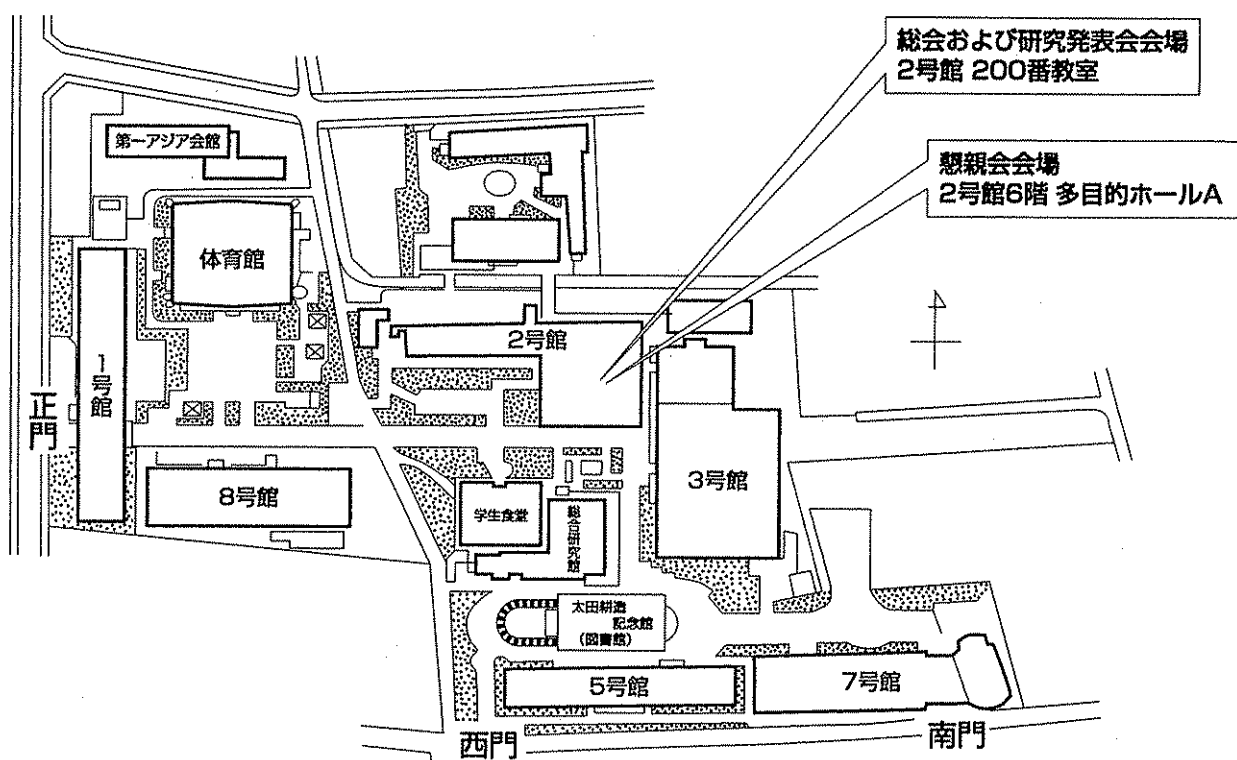 総会および研究発表会会場
2号館 200番教室
懇親会会場
2号館6階 多目的ホールA
第一アジア会館
体育館
2号館
1号館
正門
3号館
8号館
学生食堂
総合研究館
太田耕造
記念館
(図書館)
5号館
7号館
西門
南門